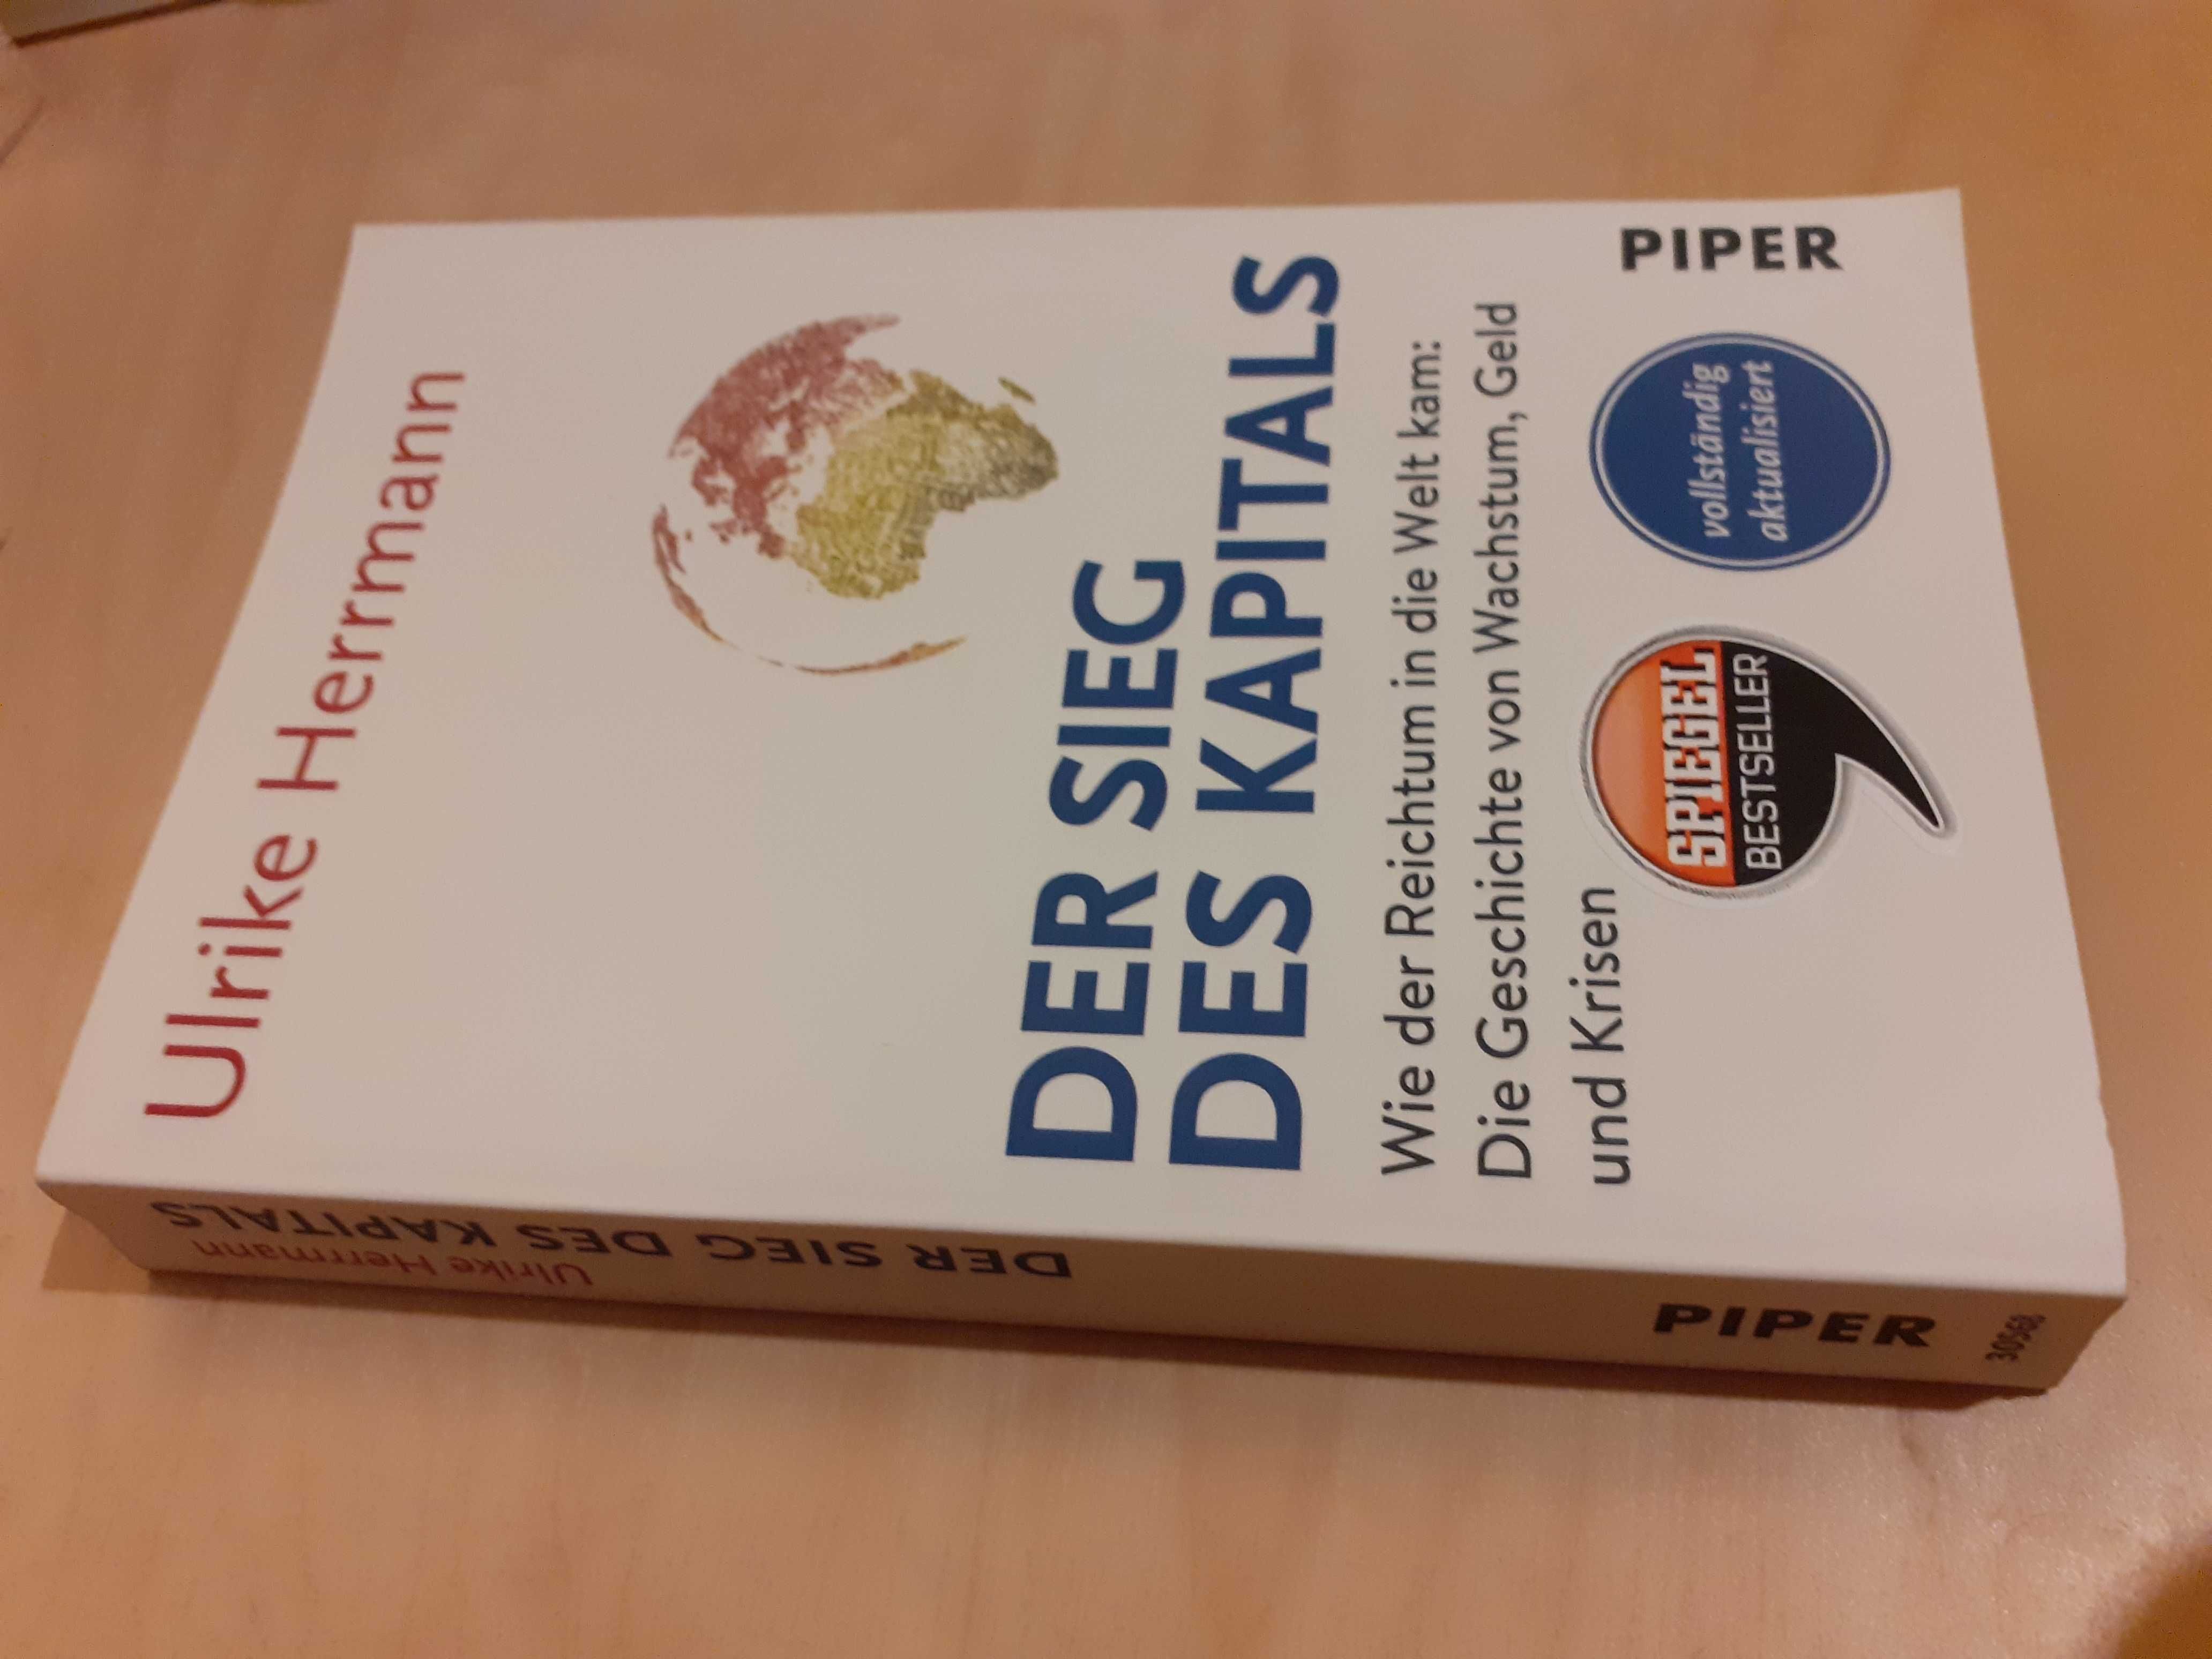 Ulrike Herrmann
DER SIEG
DES KAPITALS
Wie der Reichtum in die Welt kam:
Die Geschichte von Wachstum, Geld
und Krisen
SPIEGEL
BESTSELLER
vollständig
aktualisiert
PIPER
Ulrike Herrmann
DER SIEG DES KAPITALS
PIPER
30568